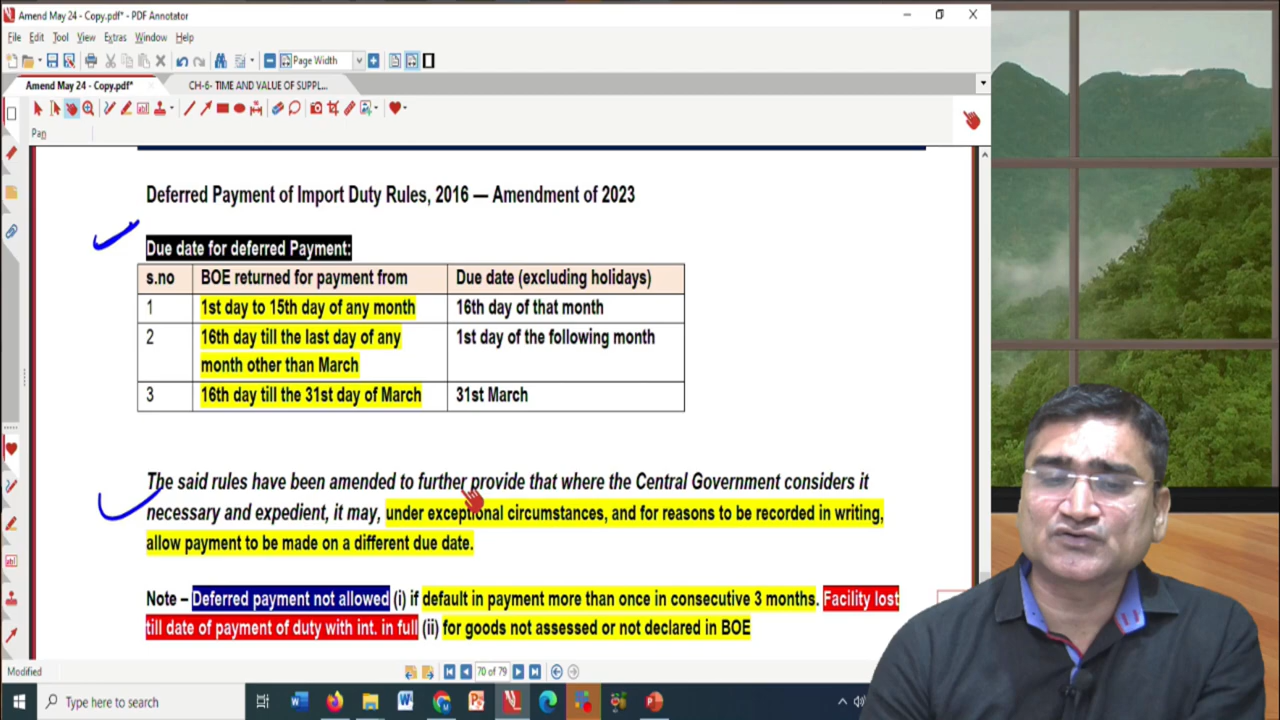 Amend May 24 - Copy.pdf* - PDF Annotator
File Edit Tool View Extras Window Help
Page Width
Amend May 24 - Copy.pdf* CH-6- TIME AND VALUE OF SUPPL...
Pan
Deferred Payment of Import Duty Rules, 2016 — Amendment of 2023
Due date for deferred Payment:
s.no BOE returned for payment from Due date (excluding holidays)
1 1st day to 15th day of any month 16th day of that month
2 16th day till the last day of any 1st day of the following month
month other than March
3 16th day till the 31st day of March 31st March
The said rules have been amended to further provide that where the Central Government considers it
necessary and expedient, it may, under exceptional circumstances, and for reasons to be recorded in writing,
allow payment to be made on a different due date.
Note – Deferred payment not allowed (i) if default in payment more than once in consecutive 3 months. Facility lost
till date of payment of duty with int. in full (ii) for goods not assessed or not declared in BOE
Modified 70 of 79
Type here to search